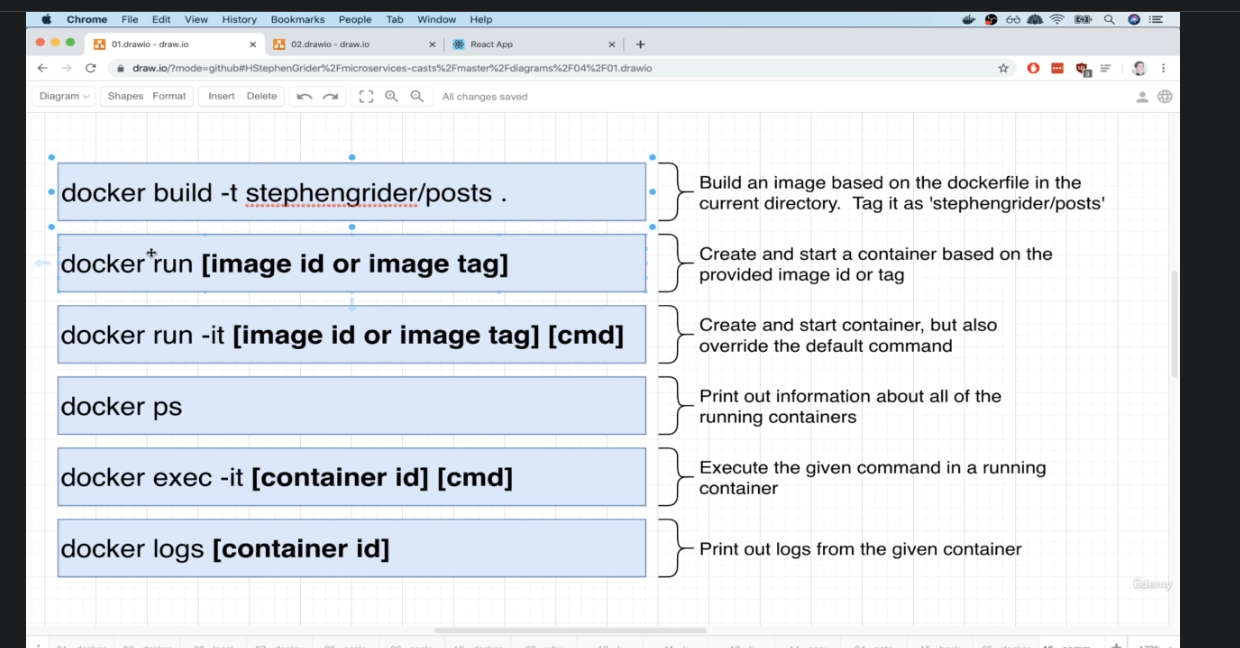 Chrome File Edit View History Bookmarks People Tab Window Help
01.drawio - draw.io
02.drawio - draw.io
React App
draw.io/?mode=github#HStephenGrider%2Fmicroservices-casts%2Fmaster%2Fdiagrams%2F04%2F01.drawio
Diagram Shapes Format Insert Delete All changes saved
docker build -t stephengrider/posts .
Build an image based on the dockerfile in the
current directory. Tag it as 'stephengrider/posts'
docker run [image id or image tag]
Create and start a container based on the
provided image id or tag
docker run -it [image id or image tag] [cmd]
Create and start container, but also
override the default command
docker ps
Print out information about all of the
running containers
docker exec -it [container id] [cmd]
Execute the given command in a running
container
docker logs [container id]
Print out logs from the given container
Udemy